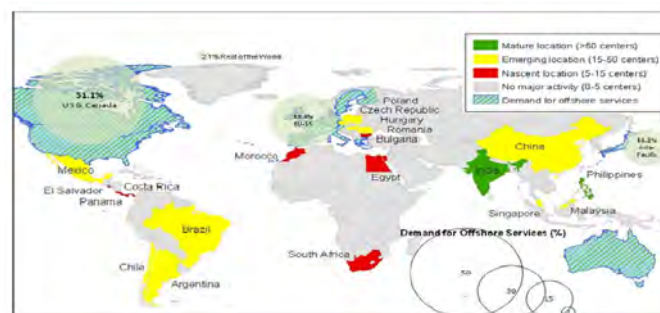 Mature location (>60 centers)
Emerging location (15-50 centers)
Nascent location (5-15 centers)
No major activity (0-5 centers)
Demand for offshore services
51.1%
U.S.&. Canada
EU-15
Poland
Czech Republic
Hungary
Romania
Bulgaria
Morocco
Egypt
India
China
Philippines
Mexico
El Salvador
Costa Rica
Panama
Singapore
Malaysia
Brazil
South Africa
Chile
Argentina
Demand for Offshore Services (%)
50
30
15